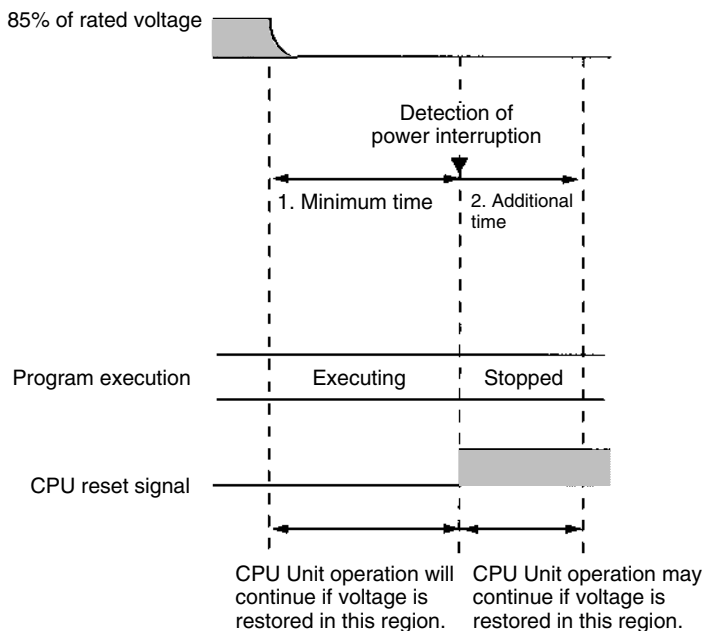 85% of rated voltage
Detection of
power interruption
1. Minimum time
2. Additional
time
Program execution
Executing
Stopped
CPU reset signal
CPU Unit operation will
continue if voltage is
restored in this region.
CPU Unit operation may
continue if voltage is
restored in this region.